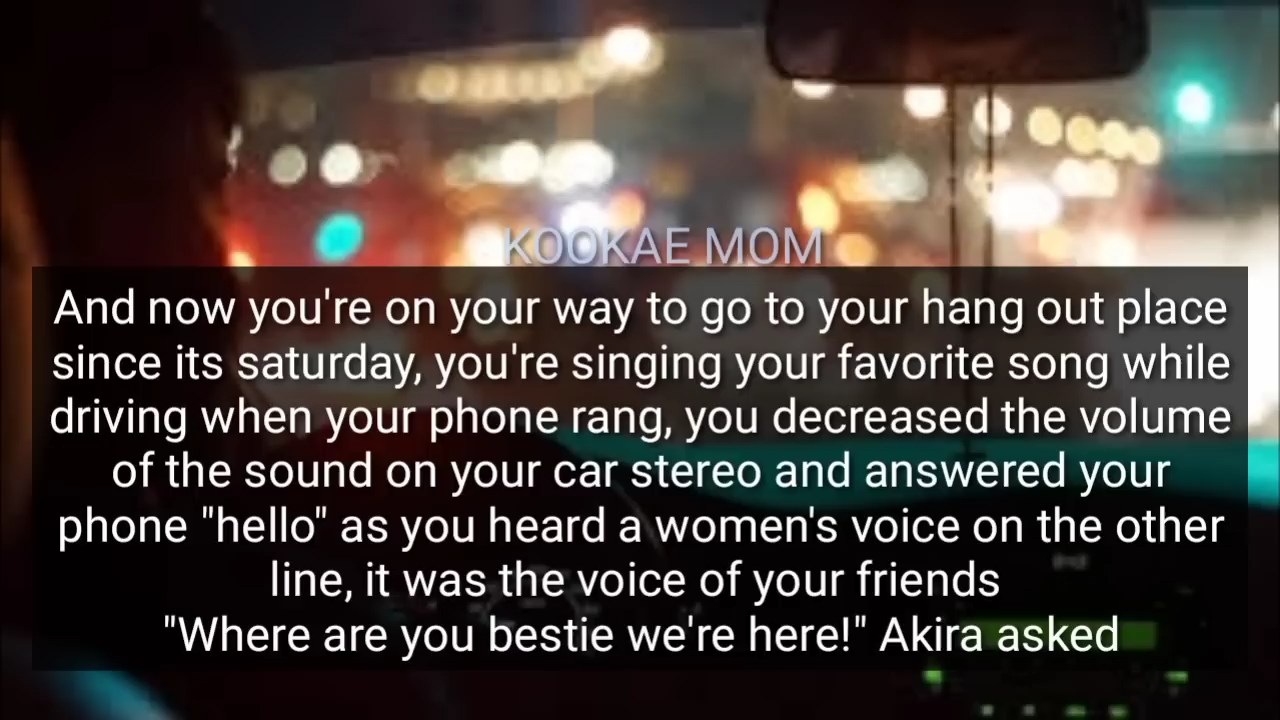 KOOKAE MOM
And now you're on your way to go to your hang out place
since its saturday, you're singing your favorite song while
driving when your phone rang, you decreased the volume
of the sound on your car stereo and answered your
phone "hello" as you heard a women's voice on the other
line, it was the voice of your friends
"Where are you bestie we're here!" Akira asked